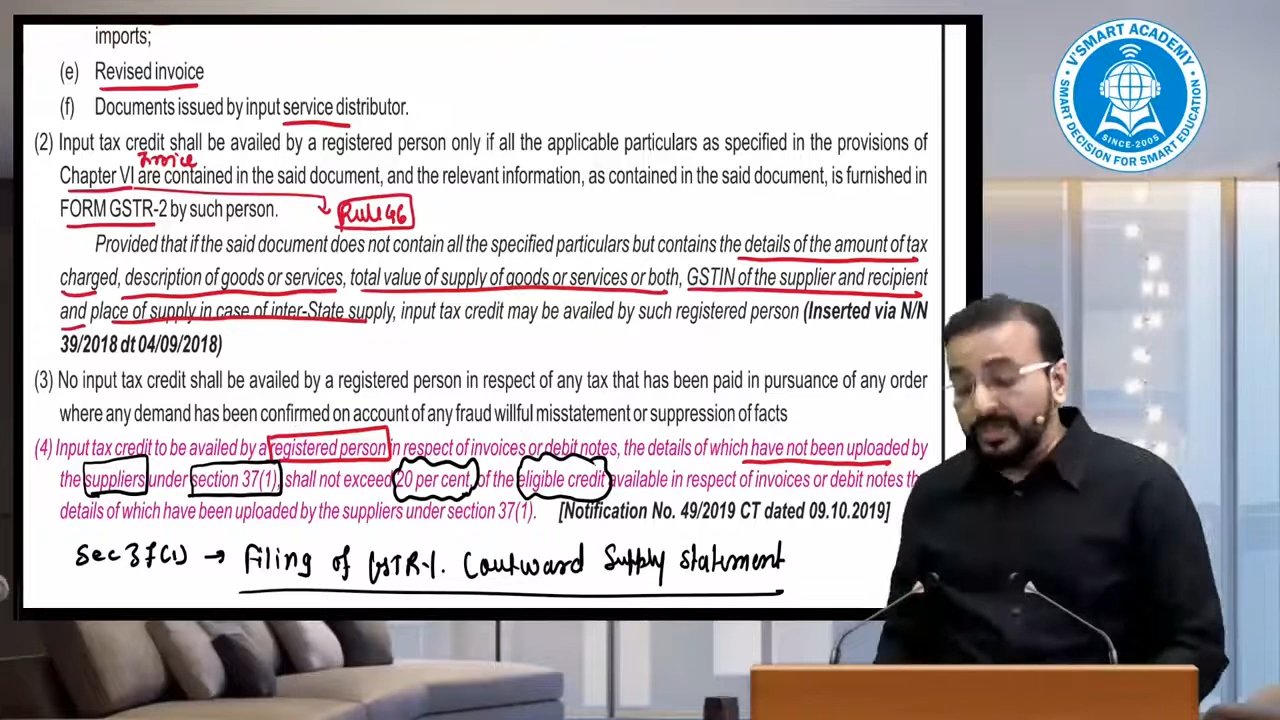 imports;
(e) Revised invoice
(f) Documents issued by input service distributor.
(2) Input tax credit shall be availed by a registered person only if all the applicable particulars as specified in the provisions of
Invoice
Chapter VI are contained in the said document, and the relevant information, as contained in the said document, is furnished in
FORM GSTR-2 by such person.
Rule 46
Provided that if the said document does not contain all the specified particulars but contains the details of the amount of tax
charged, description of goods or services, total value of supply of goods or services or both, GSTIN of the supplier and recipient
and place of supply in case of inter-State supply, input tax credit may be availed by such registered person (Inserted via N/N
39/2018 dt 04/09/2018)
(3) No input tax credit shall be availed by a registered person in respect of any tax that has been paid in pursuance of any order
where any demand has been confirmed on account of any fraud willful misstatement or suppression of facts
(4) Input tax credit to be availed by a registered person in respect of invoices or debit notes, the details of which have not been uploaded by
the suppliers under section 37(1), shall not exceed 20 per cent. of the eligible credit available in respect of invoices or debit notes th
details of which have been uploaded by the suppliers under section 37(1). [Notification No. 49/2019 CT dated 09.10.2019]
Sec 37(1) → Filing of GSTR-1. Coutward Supply statement
V'SMART ACADEMY
SINCE-2005
SMART DECISION FOR SMART EDUCATION